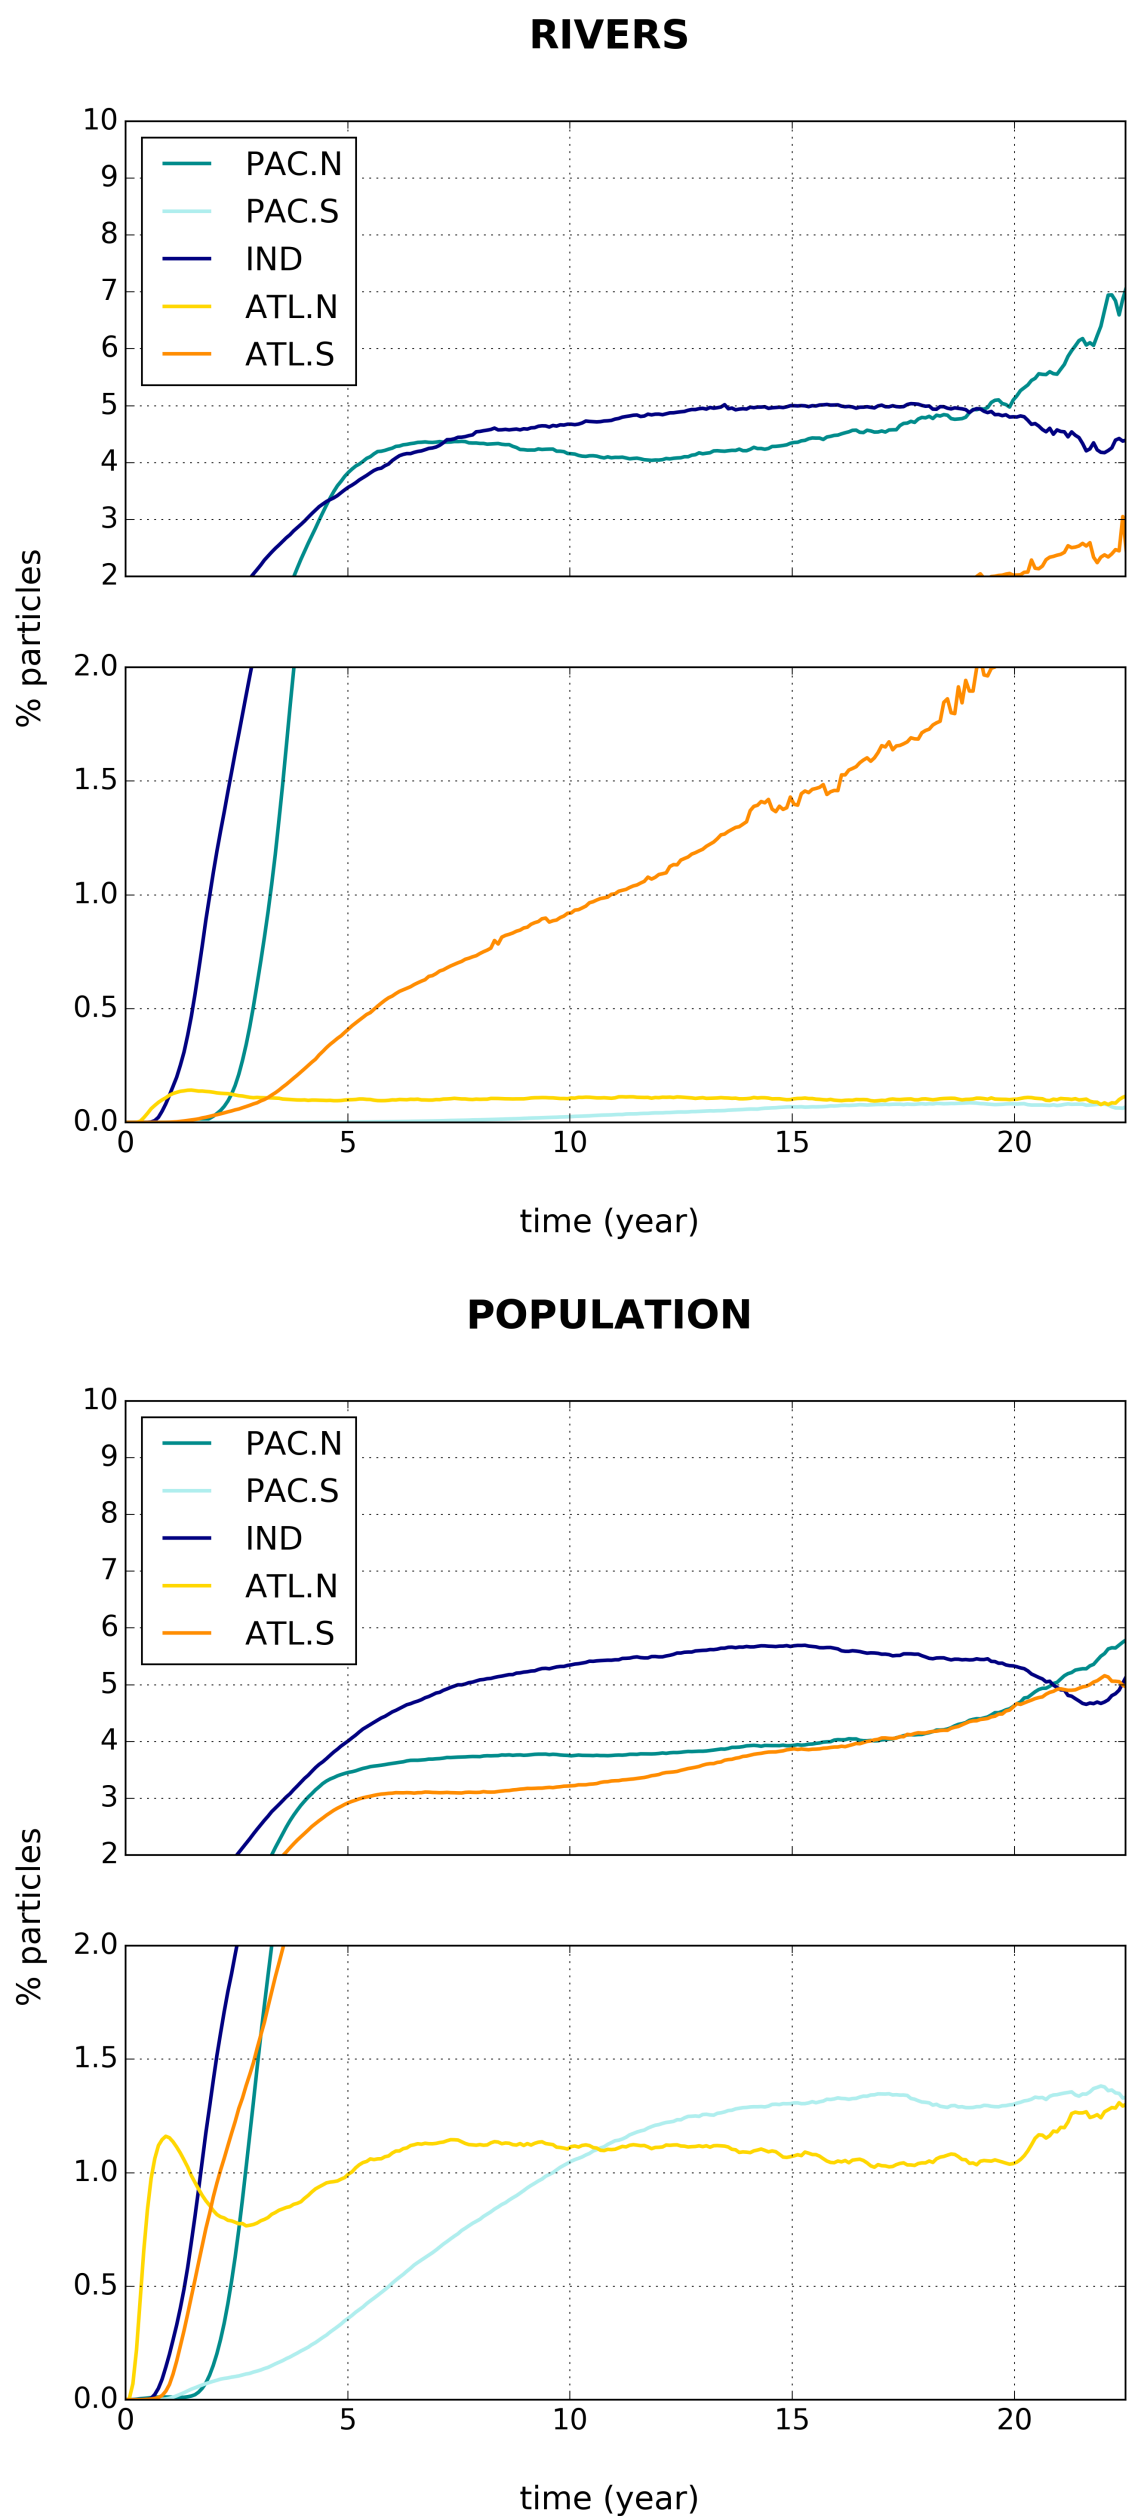 RIVERS
10
9
8
7
6
5
4
3
2
PAC.N
PAC.S
IND
ATL.N
ATL.S
% particles
2.0
1.5
1.0
0.5
0.0
0 5 10 15 20
time (year)
POPULATION
10
9
8
7
6
5
4
3
2
PAC.N
PAC.S
IND
ATL.N
ATL.S
% particles
2.0
1.5
1.0
0.5
0.0
0 5 10 15 20
time (year)